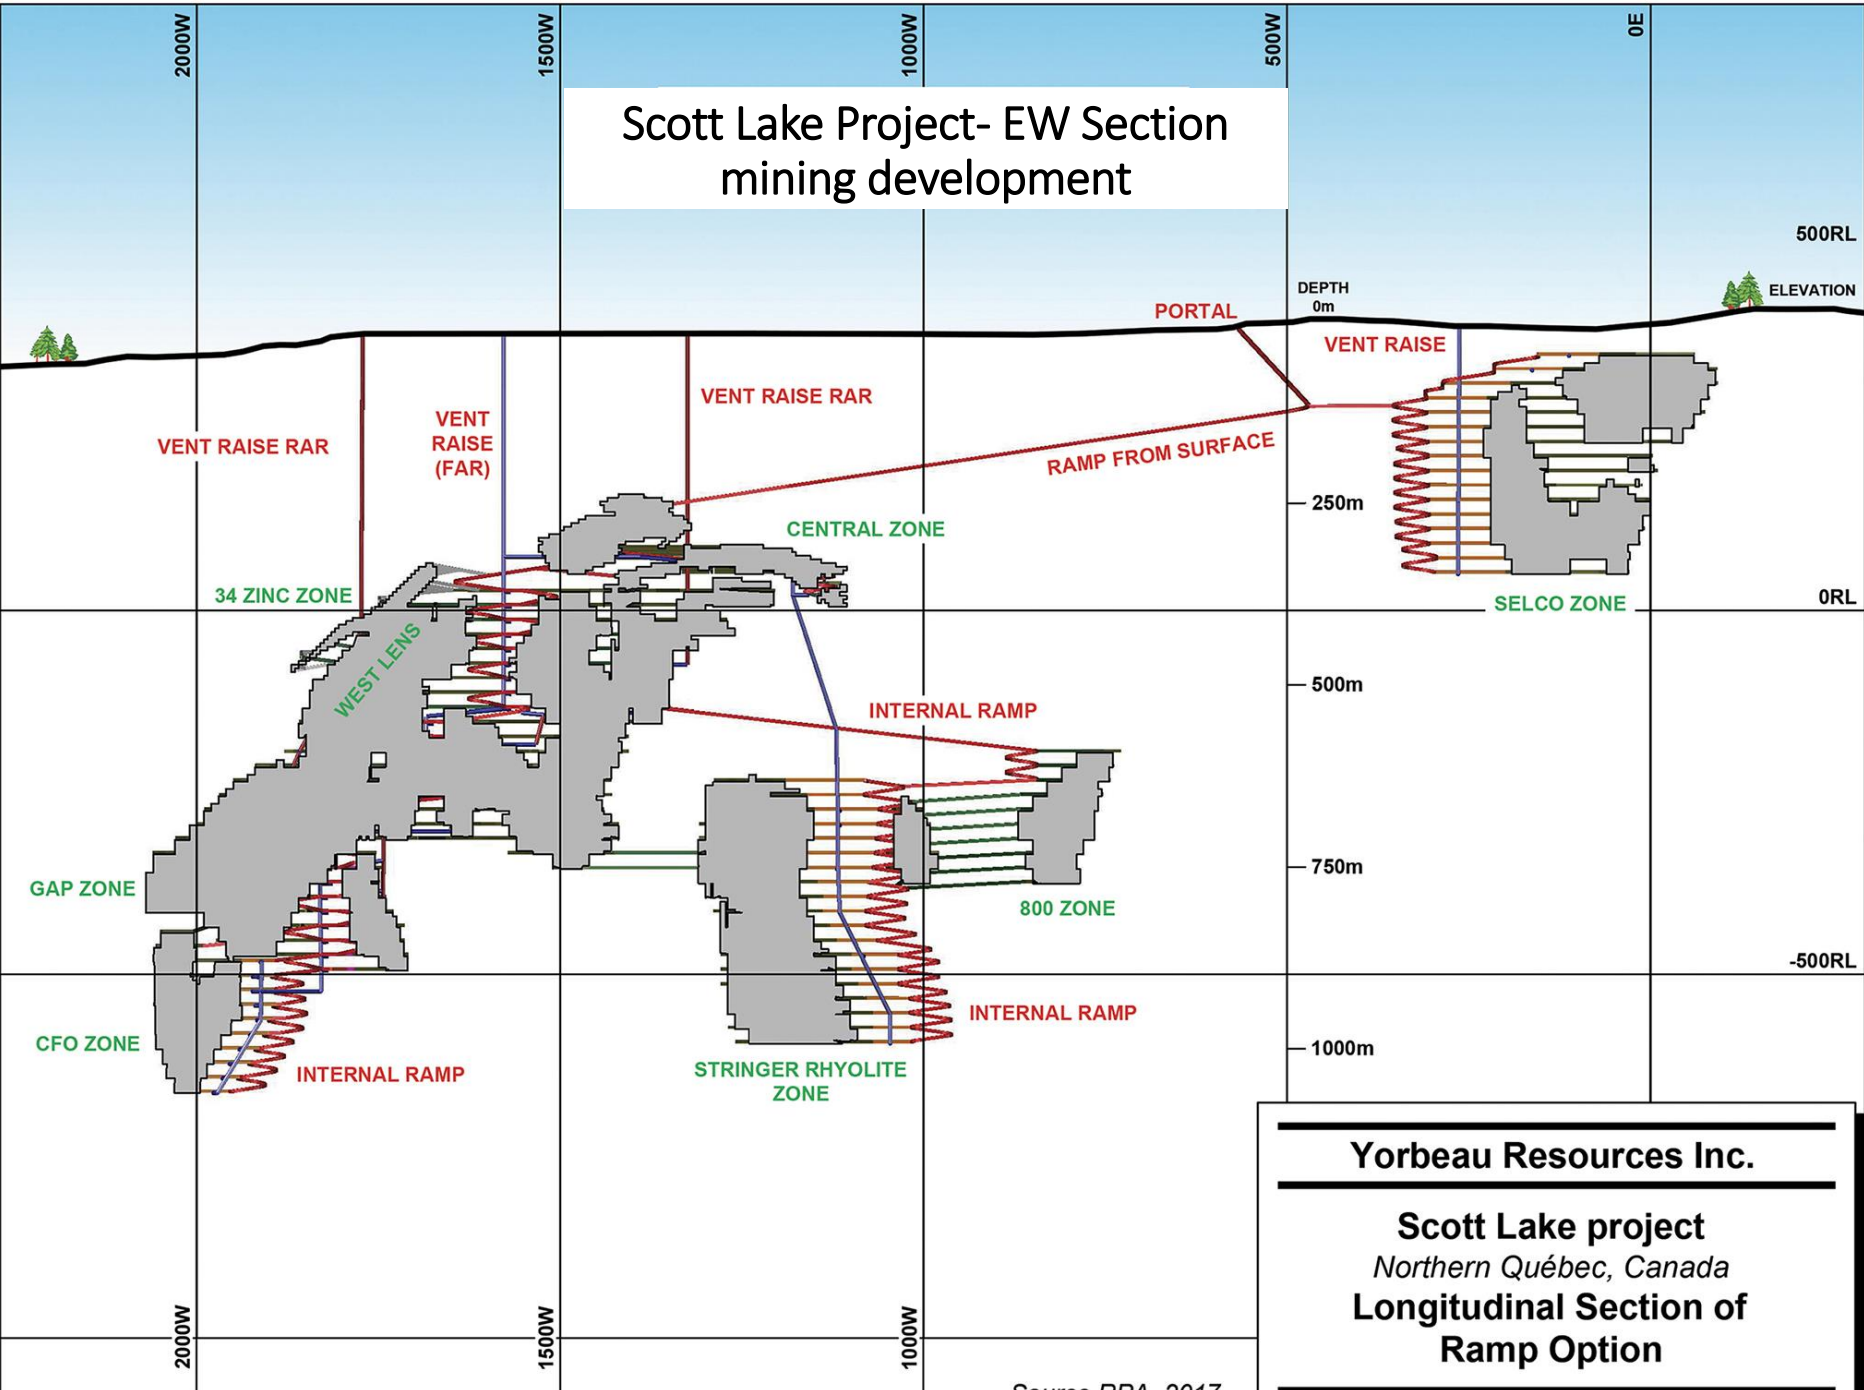 2000W
1500W
1000W
500W
0E
Scott Lake Project- EW Section
mining development
500RL
ELEVATION
DEPTH
0m
PORTAL
VENT RAISE
VENT RAISE RAR
VENT
RAISE
(FAR)
VENT RAISE RAR
RAMP FROM SURFACE
250m
CENTRAL ZONE
34 ZINC ZONE
0RL
SELCO ZONE
WEST LENS
500m
INTERNAL RAMP
750m
GAP ZONE
800 ZONE
-500RL
INTERNAL RAMP
CFO ZONE
1000m
INTERNAL RAMP
STRINGER RHYOLITE
ZONE
Yorbeau Resources Inc.
Scott Lake project
Northern Québec, Canada
Longitudinal Section of
Ramp Option
2000W
1500W
1000W
Source RPA, 2017